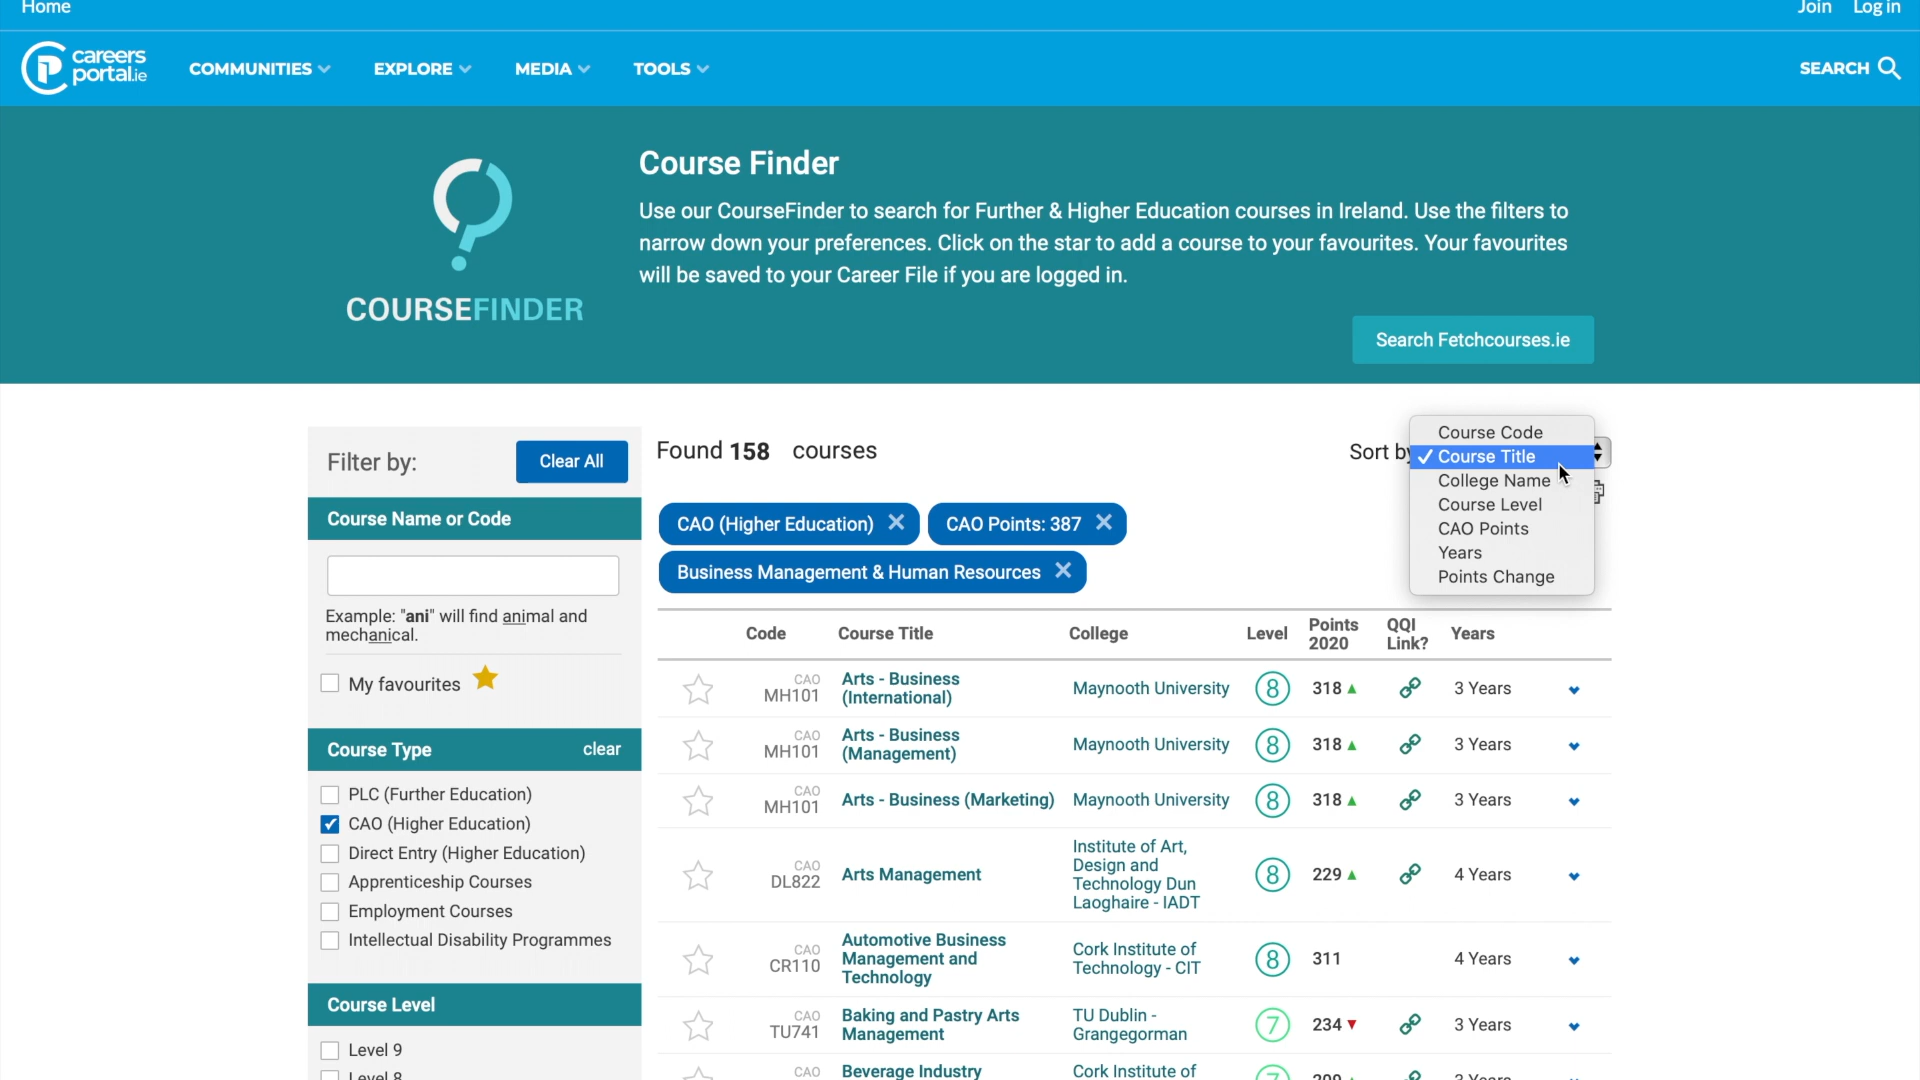 Home
Join Log in
careers
portal.ie
COMMUNITIES EXPLORE MEDIA TOOLS
SEARCH
Course Finder
Use our CourseFinder to search for Further & Higher Education courses in Ireland. Use the filters to
narrow down your preferences. Click on the star to add a course to your favourites. Your favourites
will be saved to your Career File if you are logged in.
COURSEFINDER
Search Fetchcourses.ie
Filter by:
Clear All
Course Name or Code
Example: "ani" will find animal and
mechanical.
My favourites
Course Type clear
PLC (Further Education)
CAO (Higher Education)
Direct Entry (Higher Education)
Apprenticeship Courses
Employment Courses
Intellectual Disability Programmes
Course Level
Level 9
Level 8
Found 158 courses
Sort by
Course Code
Course Title
College Name
Course Level
CAO Points
Years
Points Change
CAO (Higher Education)
CAO Points: 387
Business Management & Human Resources
Code Course Title College Level Points 2020 QQI Link? Years
CAO MH101 Arts - Business (International) Maynooth University 8 318 3 Years
CAO MH101 Arts - Business (Management) Maynooth University 8 318 3 Years
CAO MH101 Arts - Business (Marketing) Maynooth University 8 318 3 Years
CAO DL822 Arts Management Institute of Art, Design and Technology Dun Laoghaire - IADT 8 229 4 Years
CAO CR110 Automotive Business Management and Technology Cork Institute of Technology - CIT 8 311 4 Years
CAO TU741 Baking and Pastry Arts Management TU Dublin - Grangegorman 7 234 3 Years
CAO Beverage Industry Cork Institute of 3 Years